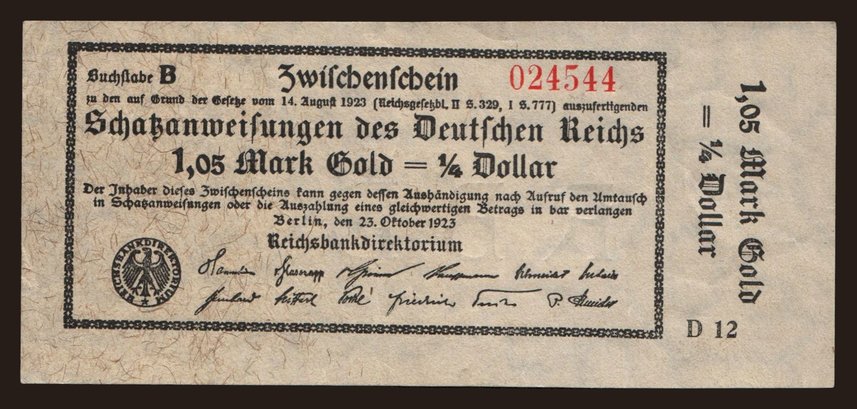 Buchstabe B Zwischenschein 024544
zu den auf Grund der Gesetze vom 14. August 1923 (Reichsgesetzbl. II S. 329, I S. 777) auszufertigenden
Schatzanweisungen des Deutschen Reichs
1,05 Mark Gold = ¼ Dollar
Der Inhaber dieses Zwischenscheins kann gegen dessen Aushändigung nach Aufruf den Umtausch
in Schatzanweisungen oder die Auszahlung eines gleichwertigen Betrags in bar verlangen
Berlin, den 23. Oktober 1923
Reichsbankdirektorium
REICHSBANKDIREKTORIUM
1,05 Mark Gold
= ¼ Dollar
D 12